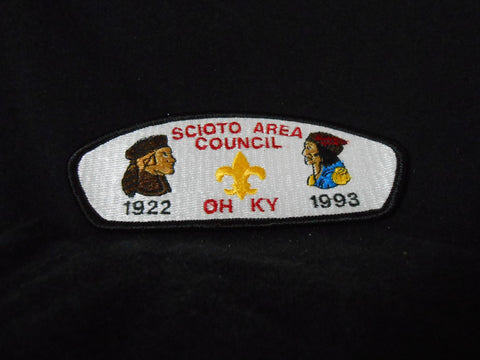 SCIOTO AREA
COUNCIL
1922 OH KY 1993